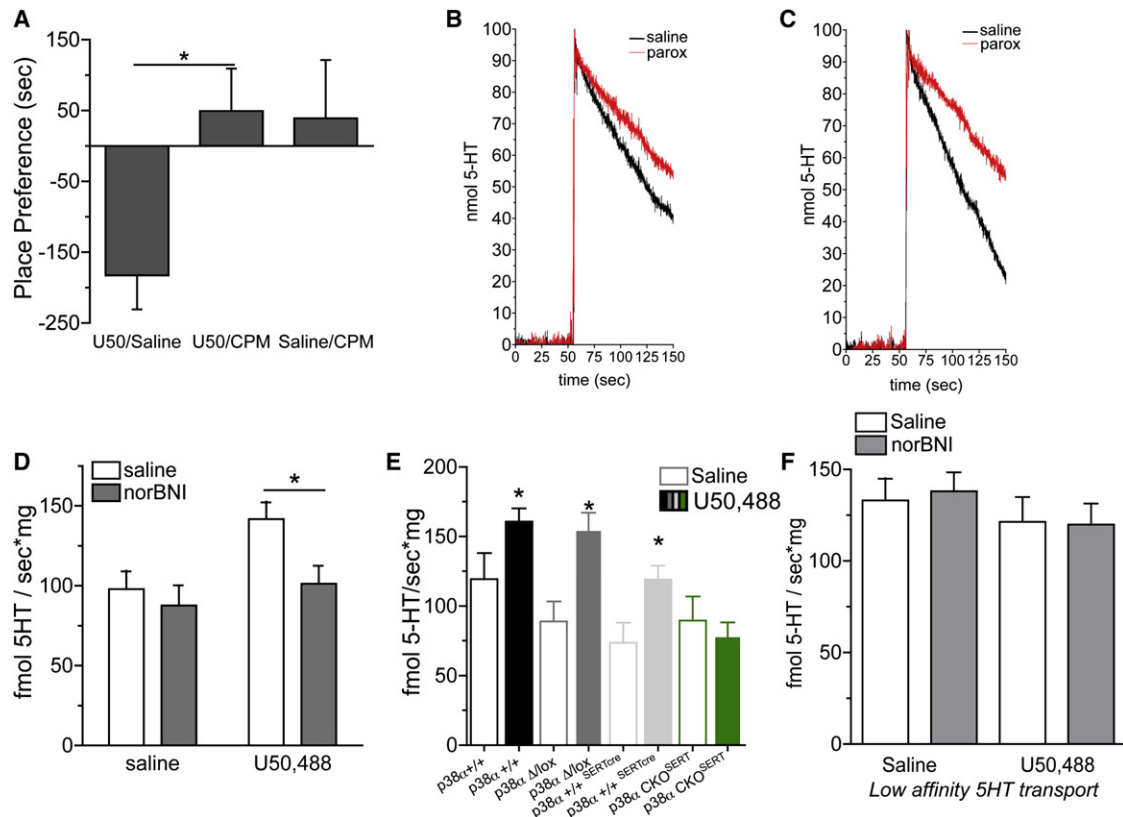 A
Place Preference (sec)
150
50
-50
-150
-250
*
U50/Saline
U50/CPM
Saline/CPM
B
nmol 5-HT
100
90
80
70
60
50
40
30
20
10
0
saline
parox
0 25 50 75 100 125 150
time (sec)
C
nmol 5-HT
100
90
80
70
60
50
40
30
20
10
0
saline
parox
0 25 50 75 100 125 150
time (sec)
D
saline
norBNI
fmol 5HT / sec*mg
150
100
50
0
*
saline
U50,488
E
Saline
U50,488
fmol 5-HT/sec*mg
200
150
100
50
0
*
*
*
p38α+/+
p38α +/+
p38α Δ/lox
p38α Δ/lox
p38α +/+ SERTcre
p38α +/+ SERTcre
p38α CKOSERT
p38α CKOSERT
F
Saline
norBNI
fmol 5-HT / sec*mg
150
100
50
0
Saline
U50,488
Low affinity 5HT transport